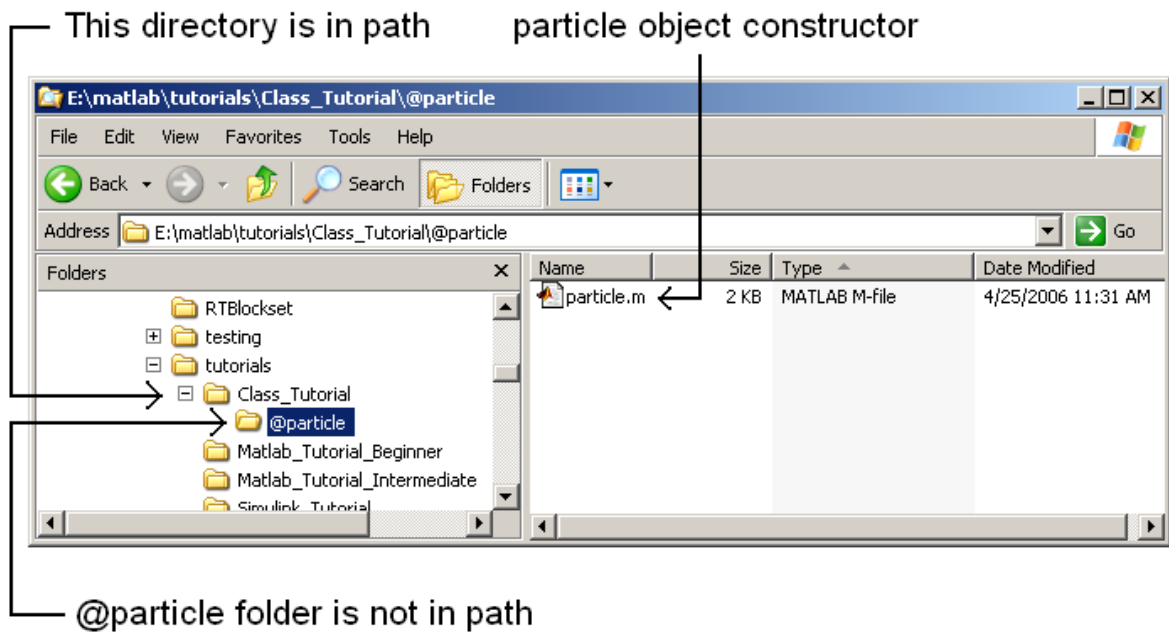 This directory is in path
particle object constructor
E:\matlab\tutorials\Class_Tutorial\@particle
File Edit View Favorites Tools Help
Back Search Folders
Address E:\matlab\tutorials\Class_Tutorial\@particle Go
Folders
Name Size Type Date Modified
RTBlockset
testing
tutorials
Class_Tutorial
@particle
Matlab_Tutorial_Beginner
Matlab_Tutorial_Intermediate
Simulink_Tutorial
particle.m 2 KB MATLAB M-file 4/25/2006 11:31 AM
@particle folder is not in path